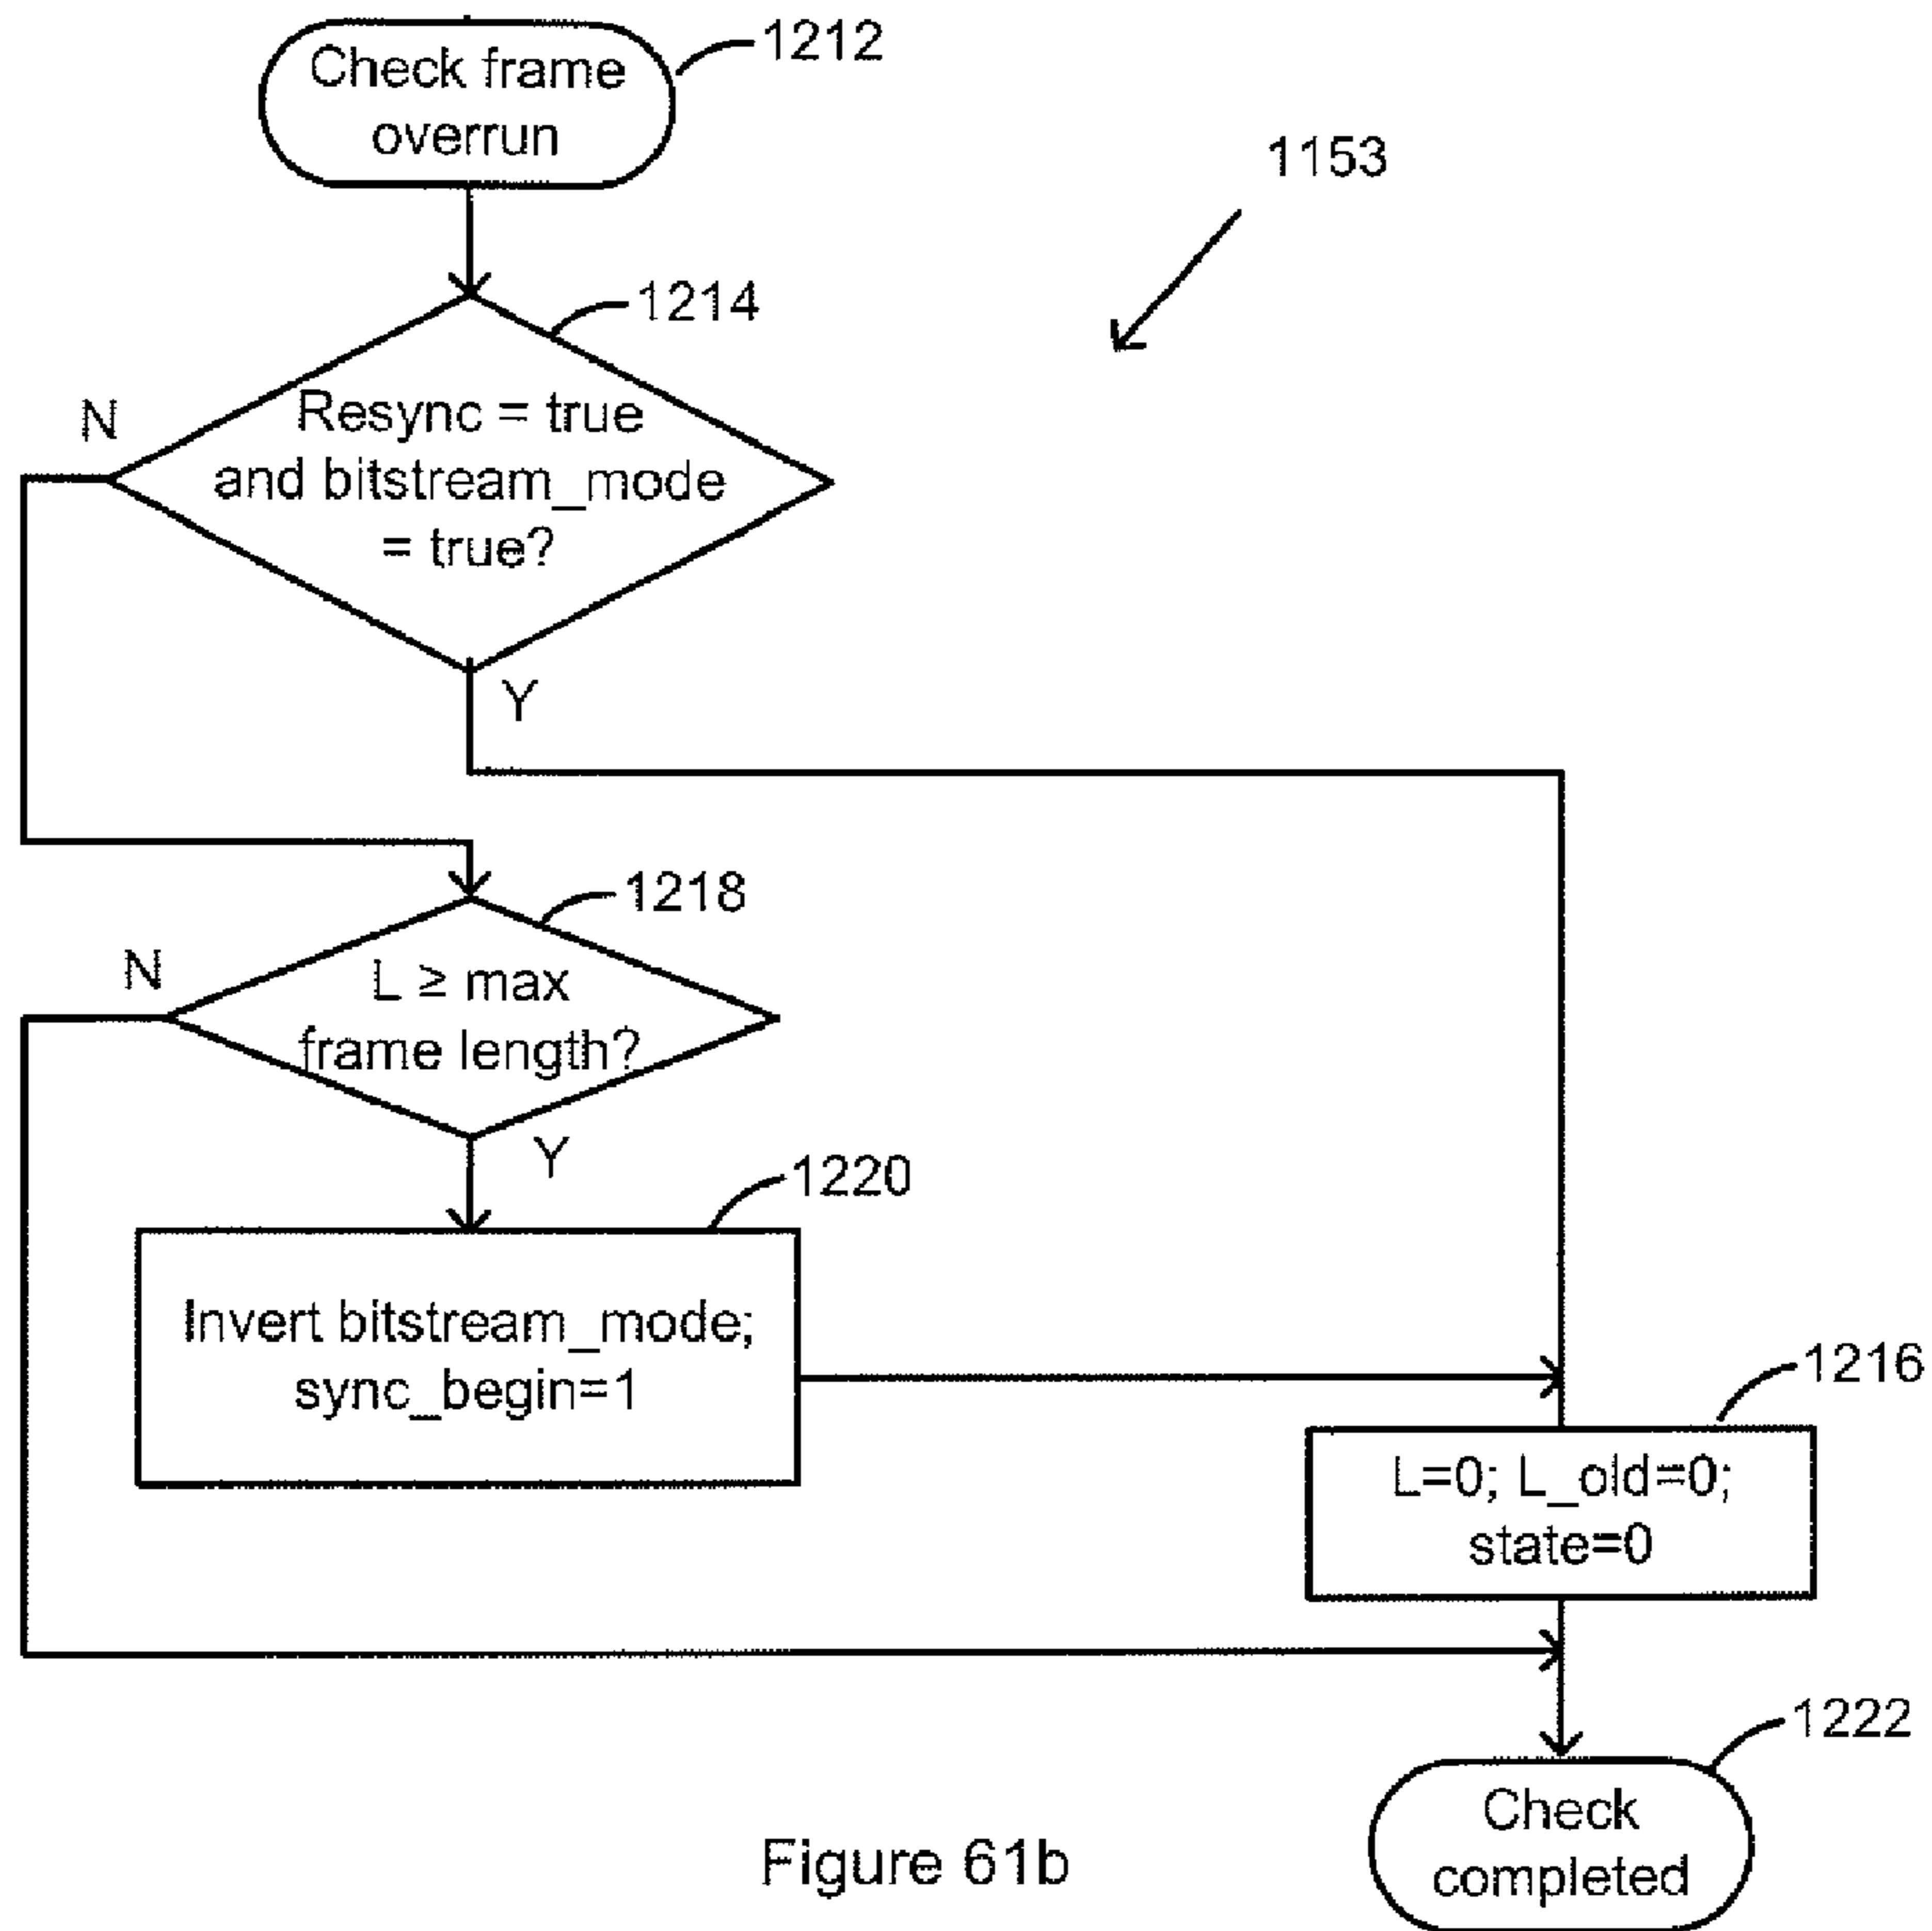 Check frame
overrun
1212
1153
1214
N
Resync = true
and bitstream_mode
= true?
Y
1218
N
L ≥ max
frame length?
Y
1220
Invert bitstream_mode;
sync_begin=1
1216
L=0; L_old=0;
state=0
1222
Check
completed
Figure 61b